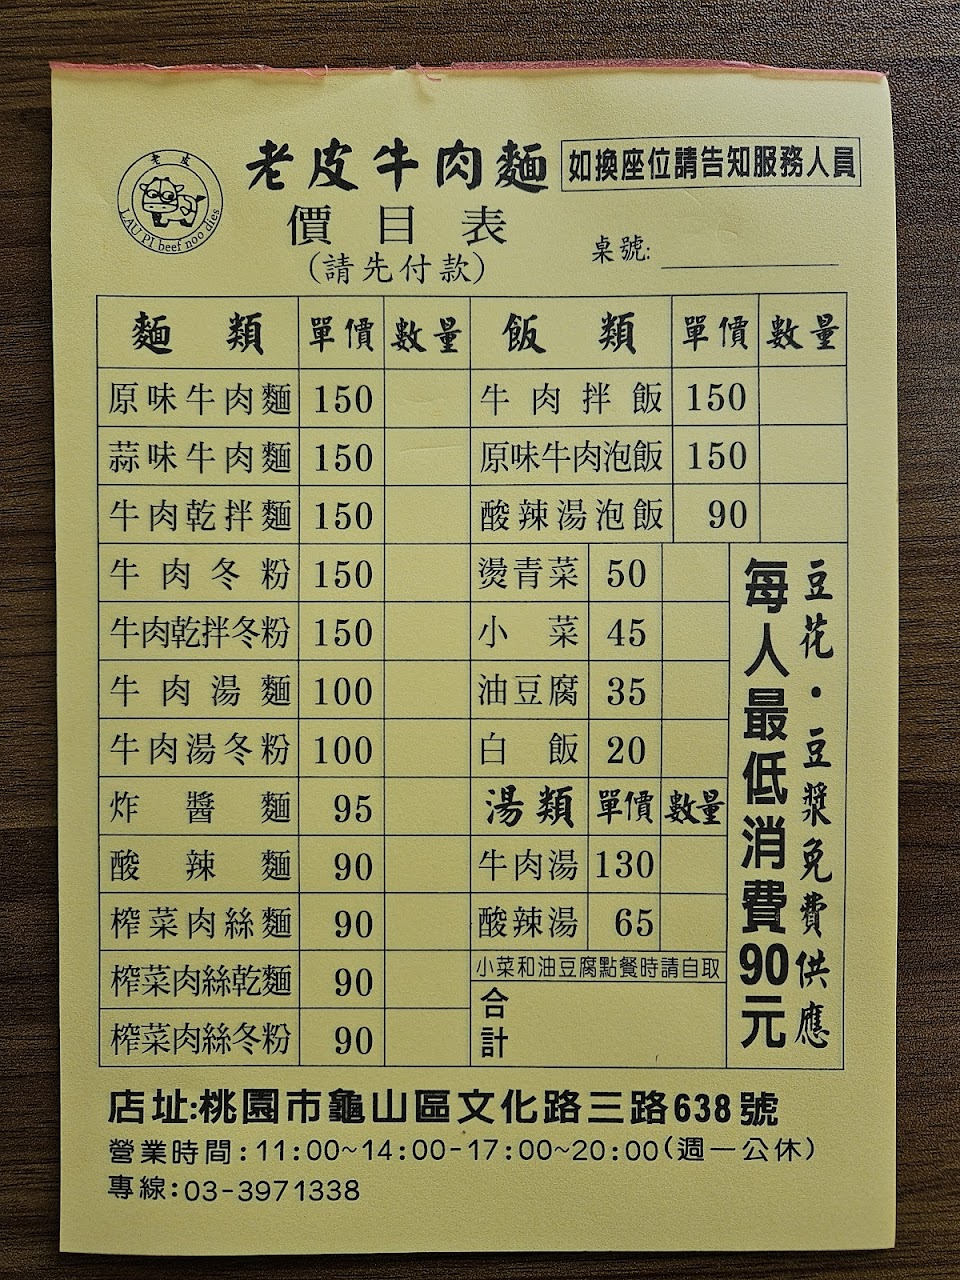 老皮
LAU PI beef noo dles
老皮牛肉麵
如換座位請告知服務人員
價目表
(請先付款)
桌號:
麵類 單價 數量
原味牛肉麵 150
蒜味牛肉麵 150
牛肉乾拌麵 150
牛肉冬粉 150
牛肉乾拌冬粉 150
牛肉湯麵 100
牛肉湯冬粉 100
炸醬麵 95
酸辣麵 90
榨菜肉絲麵 90
榨菜肉絲乾麵 90
榨菜肉絲冬粉 90
飯類 單價 數量
牛肉拌飯 150
原味牛肉泡飯 150
酸辣湯泡飯 90
燙青菜 50
小菜 45
油豆腐 35
白飯 20
湯類 單價 數量
牛肉湯 130
酸辣湯 65
小菜和油豆腐點餐時請自取
合計
豆花・豆漿免費供應
每人最低消費90元
店址:桃園市龜山區文化路三路638號
營業時間:11:00~14:00-17:00~20:00(週一公休)
專線:03-3971338